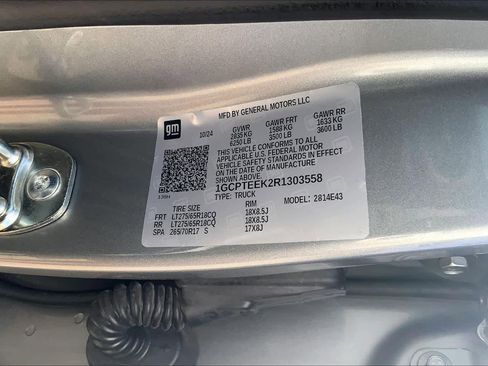 MFD BY GENERAL MOTORS LLC
gm
10/24
GVWR GAWR FRT GAWR RR
2835 KG 1588 KG 1633 KG
6250 LB 3500 LB 3600 LB
THIS VEHICLE CONFORMS TO ALL
APPLICABLE U.S. FEDERAL MOTOR
VEHICLE SAFETY STANDARDS IN EFFECT
ON THE DATE OF MANUFACTURE
SHOWN ABOVE.
1GCPTEEK2R1303558
TYPE: TRUCK
MODEL: 2814E43
TIRE SIZE RIM
FRT LT275/65R18CQ 18X8.5J
RR LT275/65R18CQ 18X8.5J
SPA 265/70R17 S 17X8J